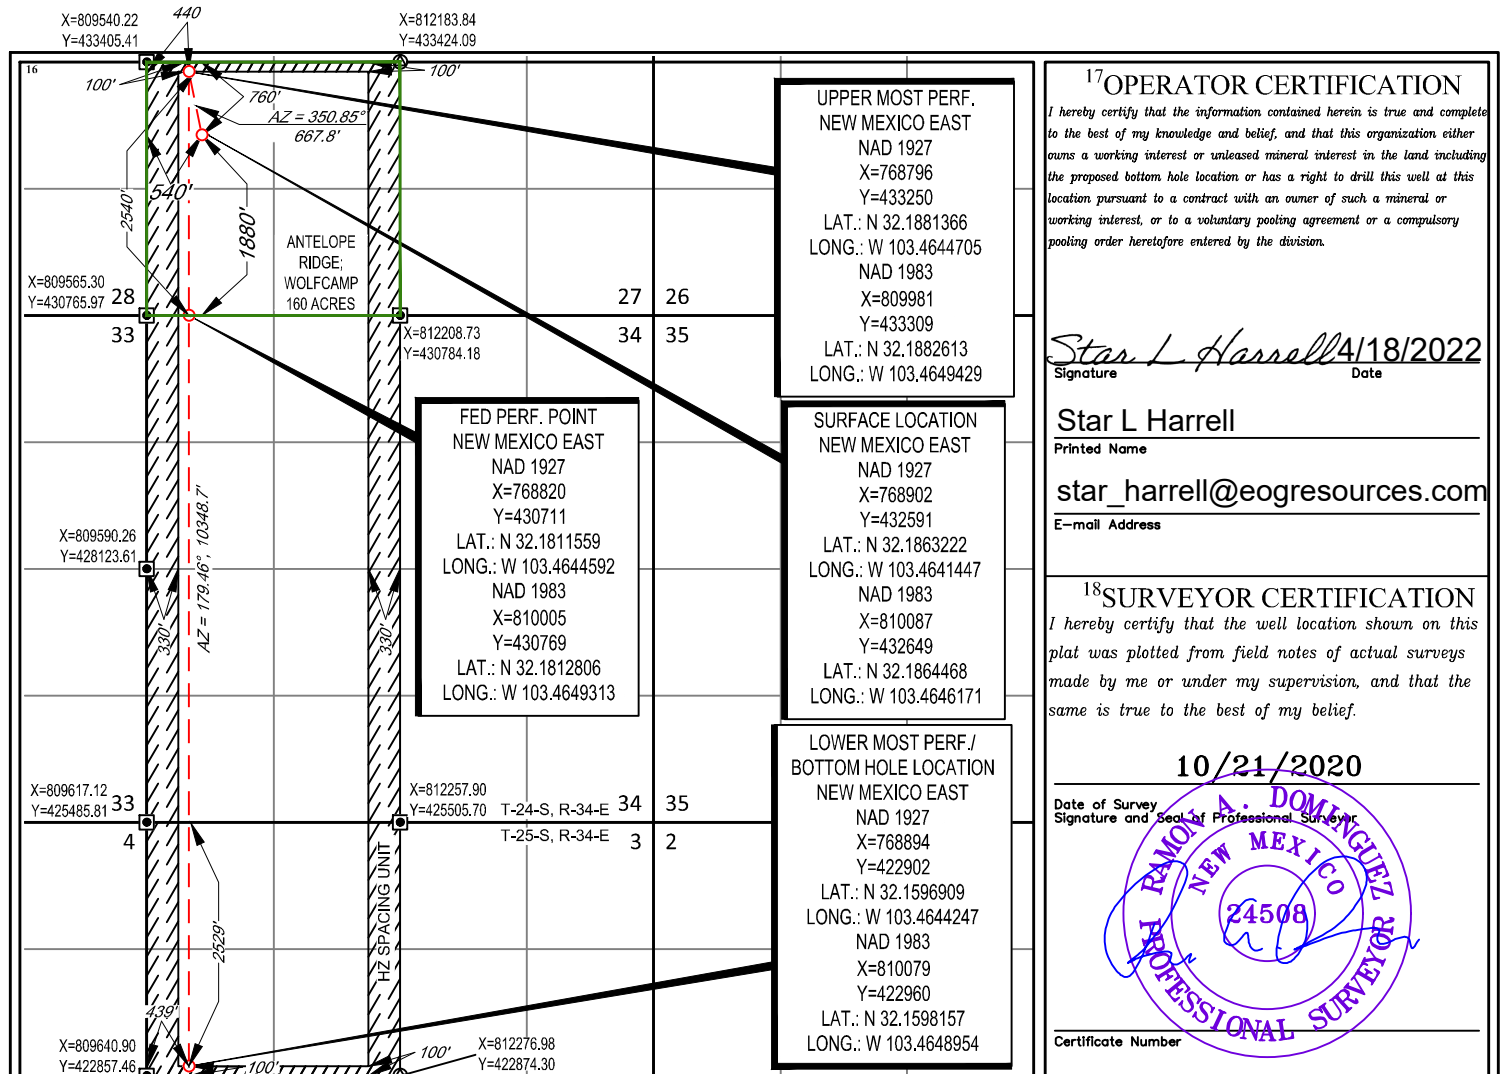 X=809540.22
Y=433405.41
440
X=812183.84
Y=433424.09
16
100'
100'
760'
AZ = 350.85°
667.8'
540'
2540'
1880'
ANTELOPE
RIDGE;
WOLFCAMP
160 ACRES
X=809565.30
Y=430765.97
28
27 26
33
34 35
X=812208.73
Y=430784.18
X=809590.26
Y=428123.61
AZ = 179.46°, 10348.7'
330'
330'
X=809617.12
Y=425485.81
33
X=812257.90
Y=425505.70
T-24-S, R-34-E
34 35
4
T-25-S, R-34-E
3 2
HZ SPACING UNIT
2529'
439'
X=809640.90
Y=422857.46
100'
100'
X=812276.98
Y=422874.30
UPPER MOST PERF.
NEW MEXICO EAST
NAD 1927
X=768796
Y=433250
LAT.: N 32.1881366
LONG.: W 103.4644705
NAD 1983
X=809981
Y=433309
LAT.: N 32.1882613
LONG.: W 103.4649429
FED PERF. POINT
NEW MEXICO EAST
NAD 1927
X=768820
Y=430711
LAT.: N 32.1811559
LONG.: W 103.4644592
NAD 1983
X=810005
Y=430769
LAT.: N 32.1812806
LONG.: W 103.4649313
SURFACE LOCATION
NEW MEXICO EAST
NAD 1927
X=768902
Y=432591
LAT.: N 32.1863222
LONG.: W 103.4641447
NAD 1983
X=810087
Y=432649
LAT.: N 32.1864468
LONG.: W 103.4646171
LOWER MOST PERF./
BOTTOM HOLE LOCATION
NEW MEXICO EAST
NAD 1927
X=768894
Y=422902
LAT.: N 32.1596909
LONG.: W 103.4644247
NAD 1983
X=810079
Y=422960
LAT.: N 32.1598157
LONG.: W 103.4648954
17 OPERATOR CERTIFICATION
I hereby certify that the information contained herein is true and complete
to the best of my knowledge and belief, and that this organization either
owns a working interest or unleased mineral interest in the land including
the proposed bottom hole location or has a right to drill this well at this
location pursuant to a contract with an owner of such a mineral or
working interest, or to a voluntary pooling agreement or a compulsory
pooling order heretofore entered by the division.
Star L Harrell 4/18/2022
Signature Date
Star L Harrell
Printed Name
star_harrell@eogresources.com
E-mail Address
18 SURVEYOR CERTIFICATION
I hereby certify that the well location shown on this
plat was plotted from field notes of actual surveys
made by me or under my supervision, and that the
same is true to the best of my belief.
10/21/2020
Date of Survey
Signature and Seal of Professional Surveyor
RAMON A. DOMINGUEZ
NEW MEXICO
24508
PROFESSIONAL SURVEYOR
Certificate Number